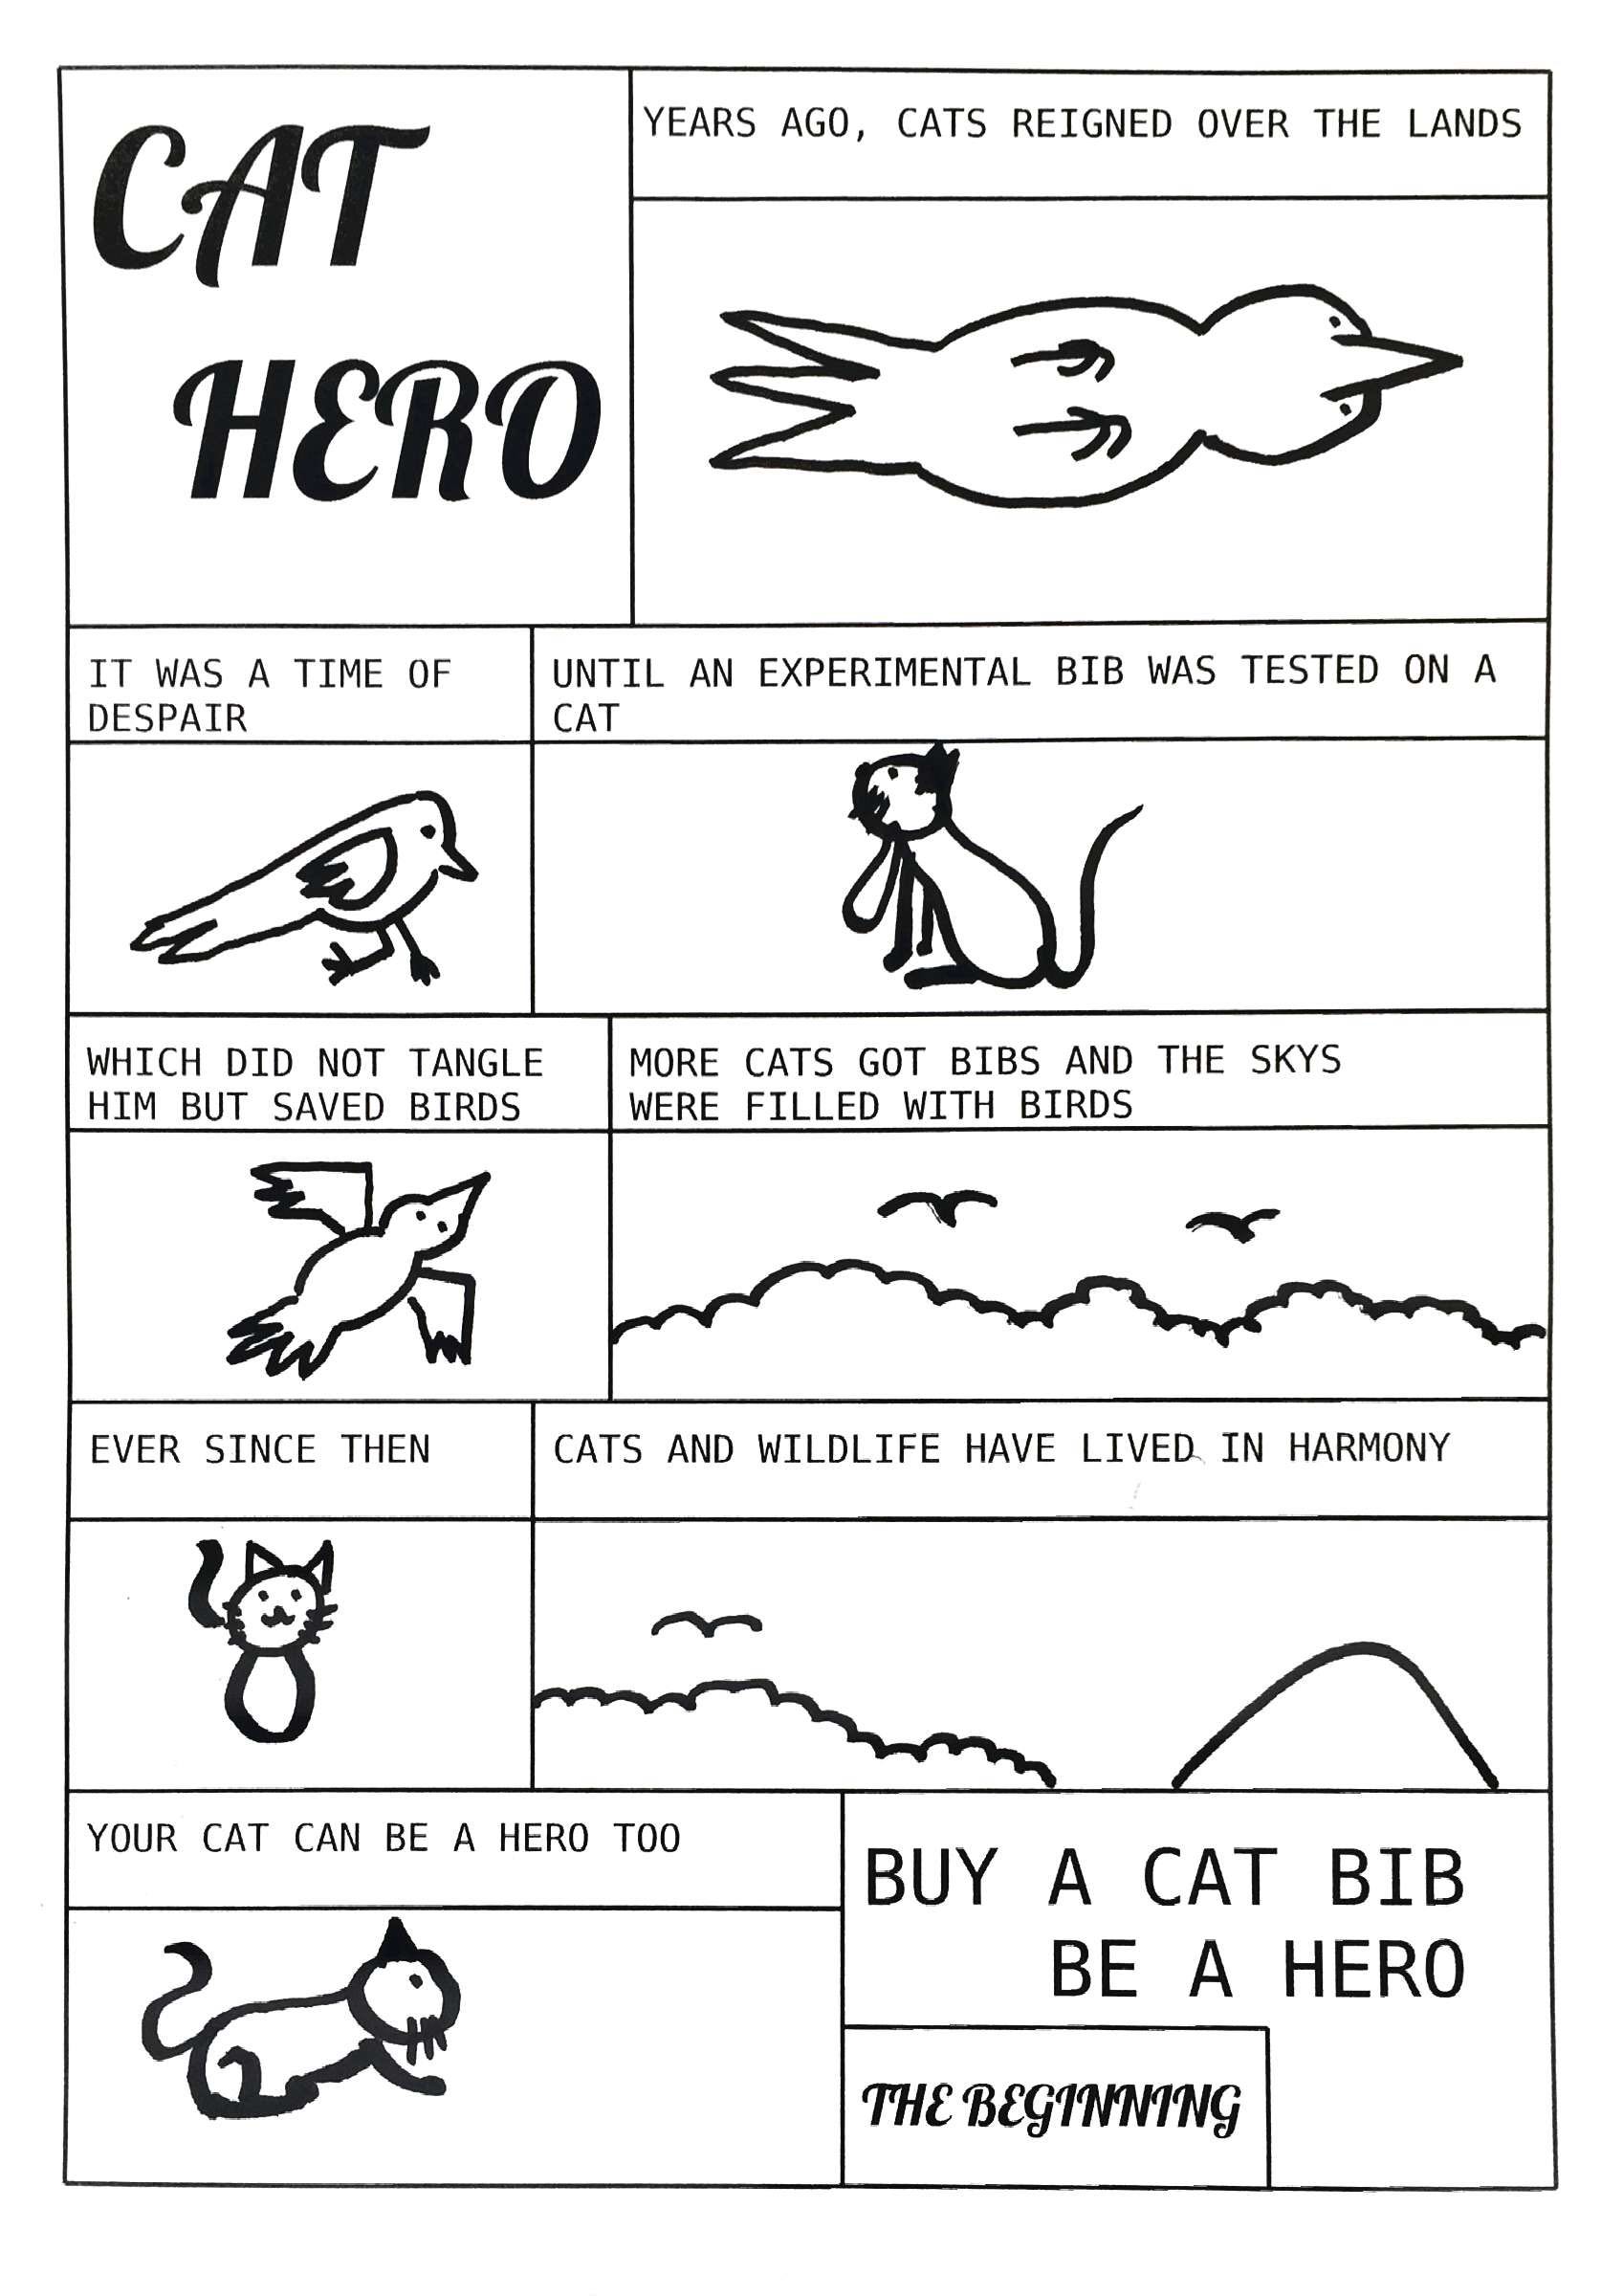 CAT
HERO
YEARS AGO, CATS REIGNED OVER THE LANDS
IT WAS A TIME OF
DESPAIR
UNTIL AN EXPERIMENTAL BIB WAS TESTED ON A
CAT
WHICH DID NOT TANGLE
HIM BUT SAVED BIRDS
MORE CATS GOT BIBS AND THE SKYS
WERE FILLED WITH BIRDS
EVER SINCE THEN
CATS AND WILDLIFE HAVE LIVED IN HARMONY
YOUR CAT CAN BE A HERO TOO
BUY A CAT BIB
BE A HERO
THE BEGINNING